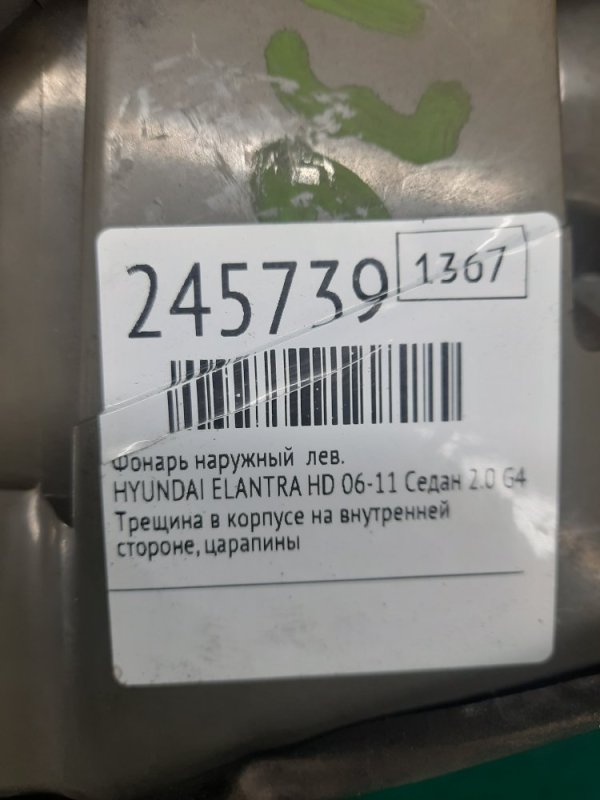 245739 1367
Фонарь наружный лев.
HYUNDAI ELANTRA HD 06-11 Седан 2.0 G4
Трещина в корпусе на внутренней
стороне, царапины